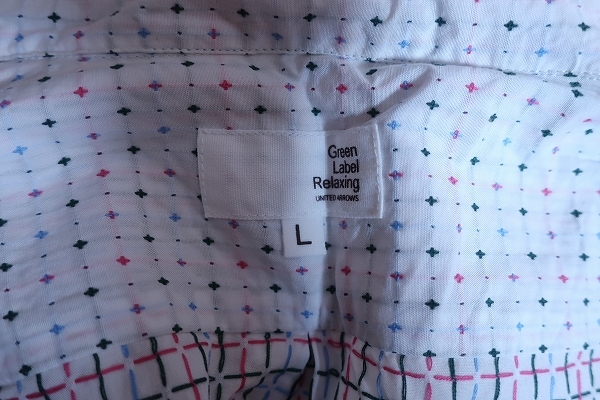 Green
Label
Relaxing
UNITED ARROWS
L